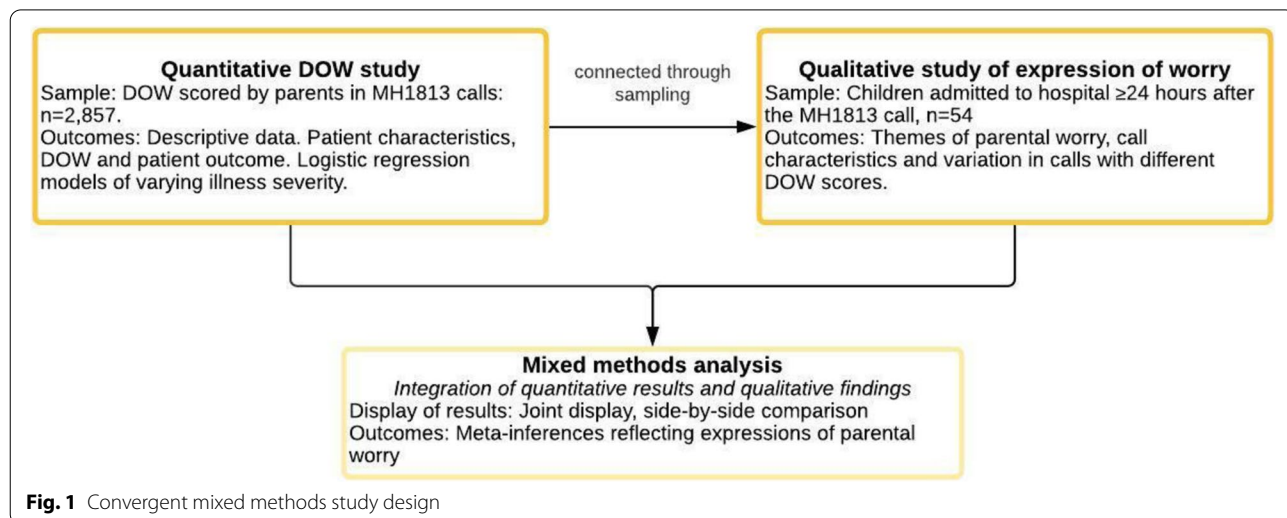 Quantitative DOW study
Sample: DOW scored by parents in MH1813 calls:
n=2,857.
Outcomes: Descriptive data. Patient characteristics,
DOW and patient outcome. Logistic regression
models of varying illness severity.
connected through
sampling
Qualitative study of expression of worry
Sample: Children admitted to hospital ≥24 hours after
the MH1813 call, n=54
Outcomes: Themes of parental worry, call
characteristics and variation in calls with different
DOW scores.
Mixed methods analysis
Integration of quantitative results and qualitative findings
Display of results: Joint display, side-by-side comparison
Outcomes: Meta-inferences reflecting expressions of parental
worry
Fig. 1 Convergent mixed methods study design